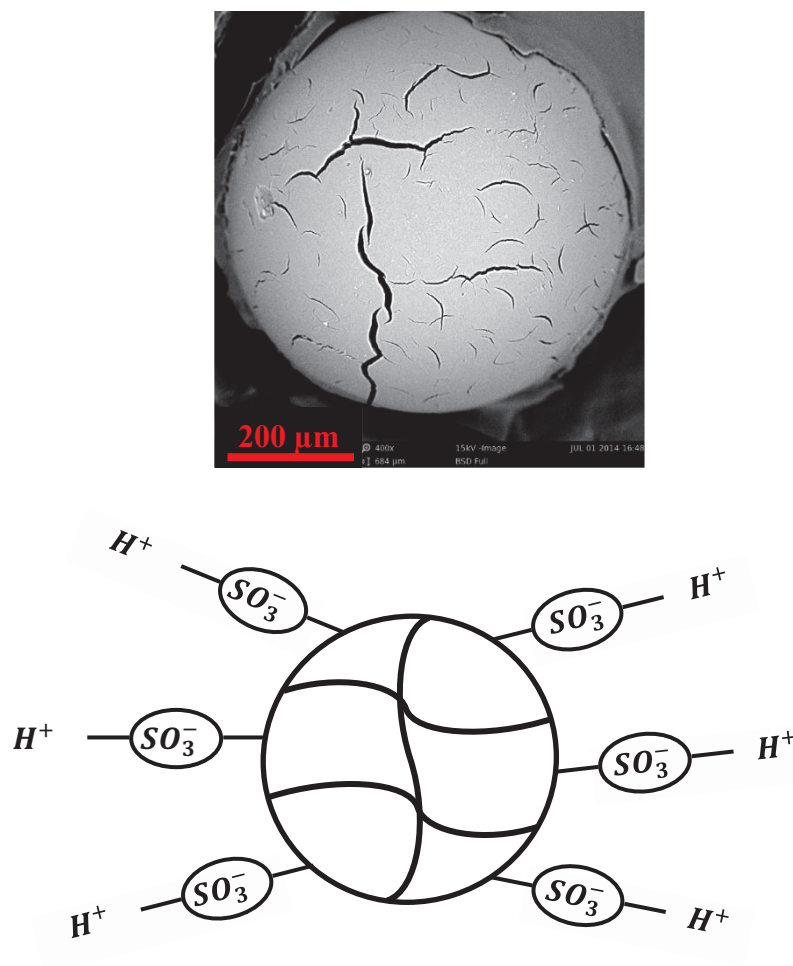 200 μm
400x 15kV -Image JUL 01 2014 16:48
684 μm BSD Full
H⁺ SO₃⁻ SO₃⁻ H⁺
H⁺ SO₃⁻ SO₃⁻ H⁺
H⁺ SO₃⁻ SO₃⁻ H⁺